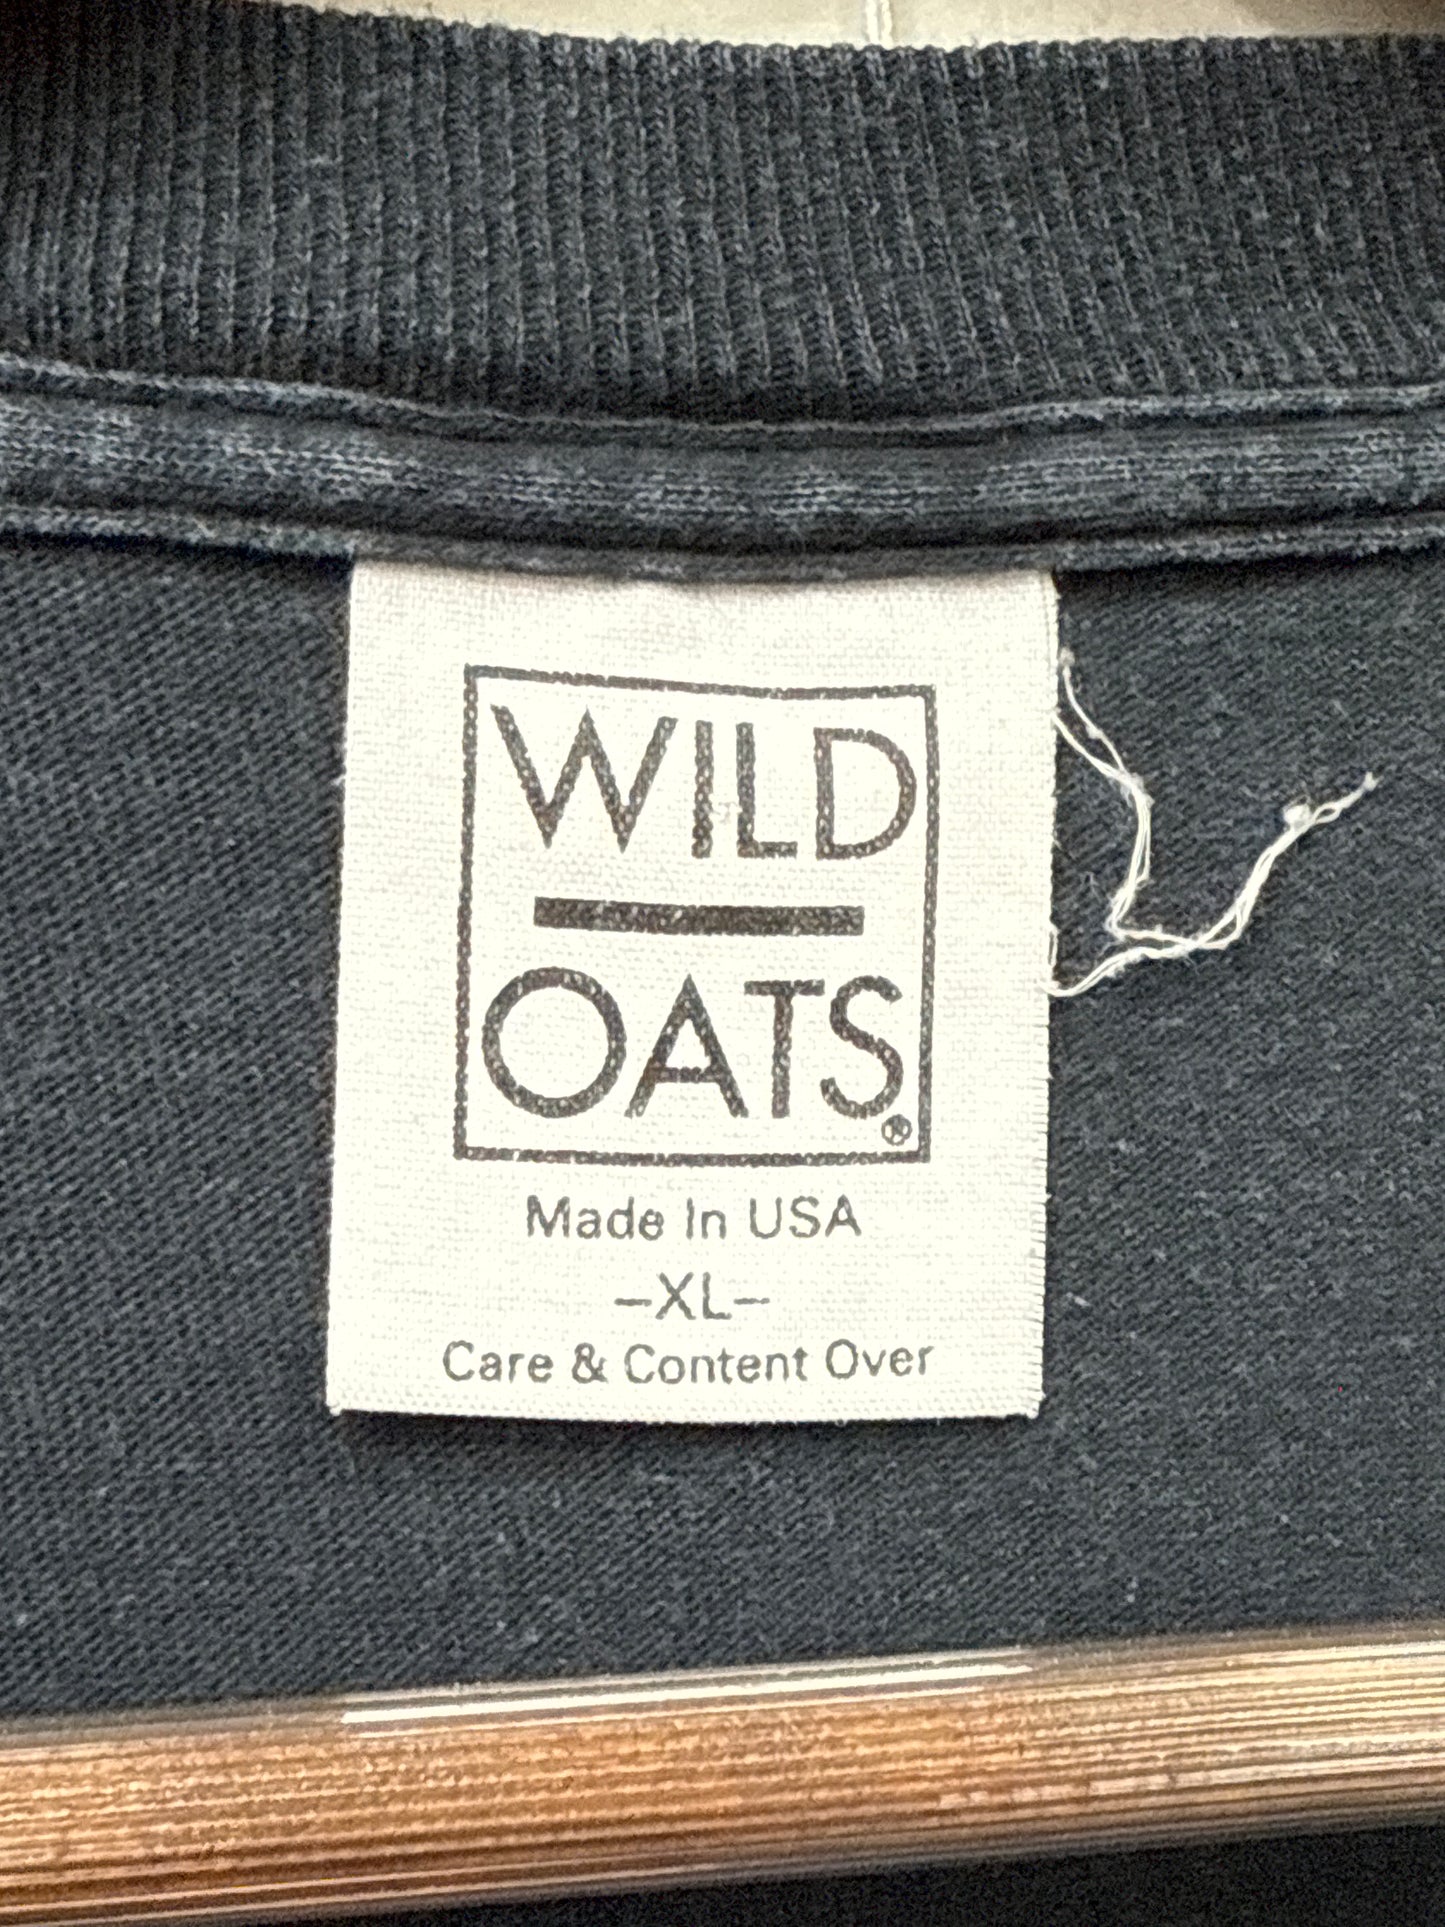 WILD
OATS®
Made In USA
–XL–
Care & Content Over